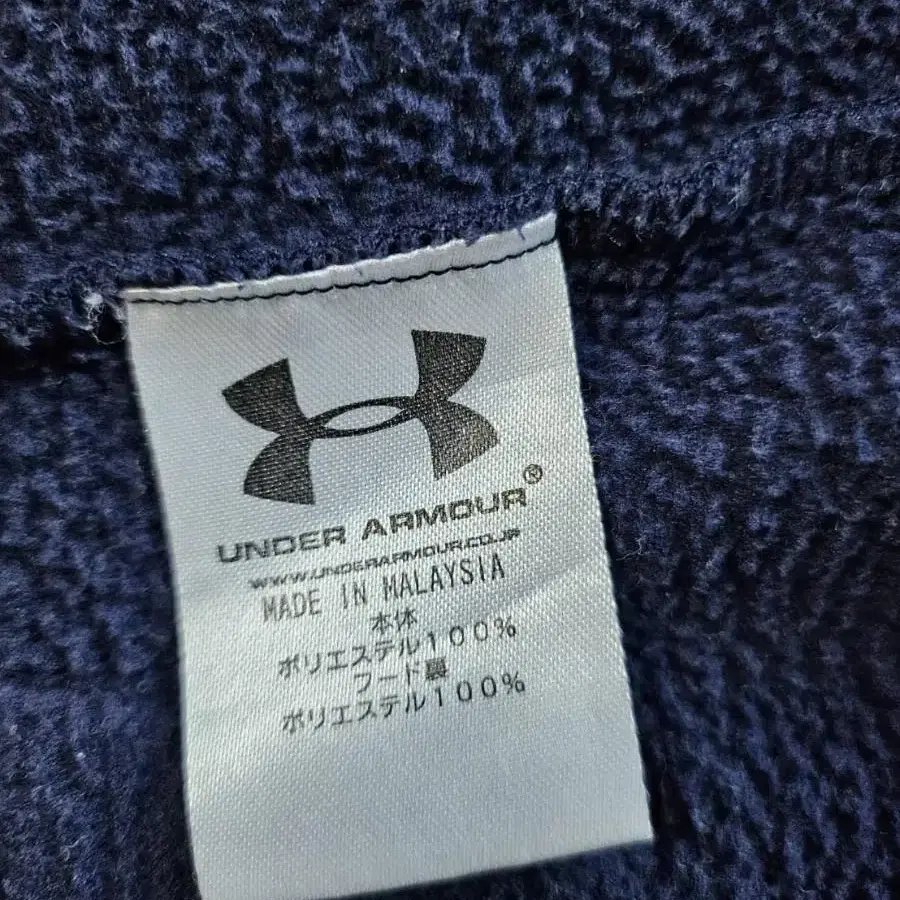 UNDER ARMOUR®
WWW.UNDERARMOUR.CO.JP
MADE IN MALAYSIA
本体
ポリエステル100%
フード裏
ポリエステル100%